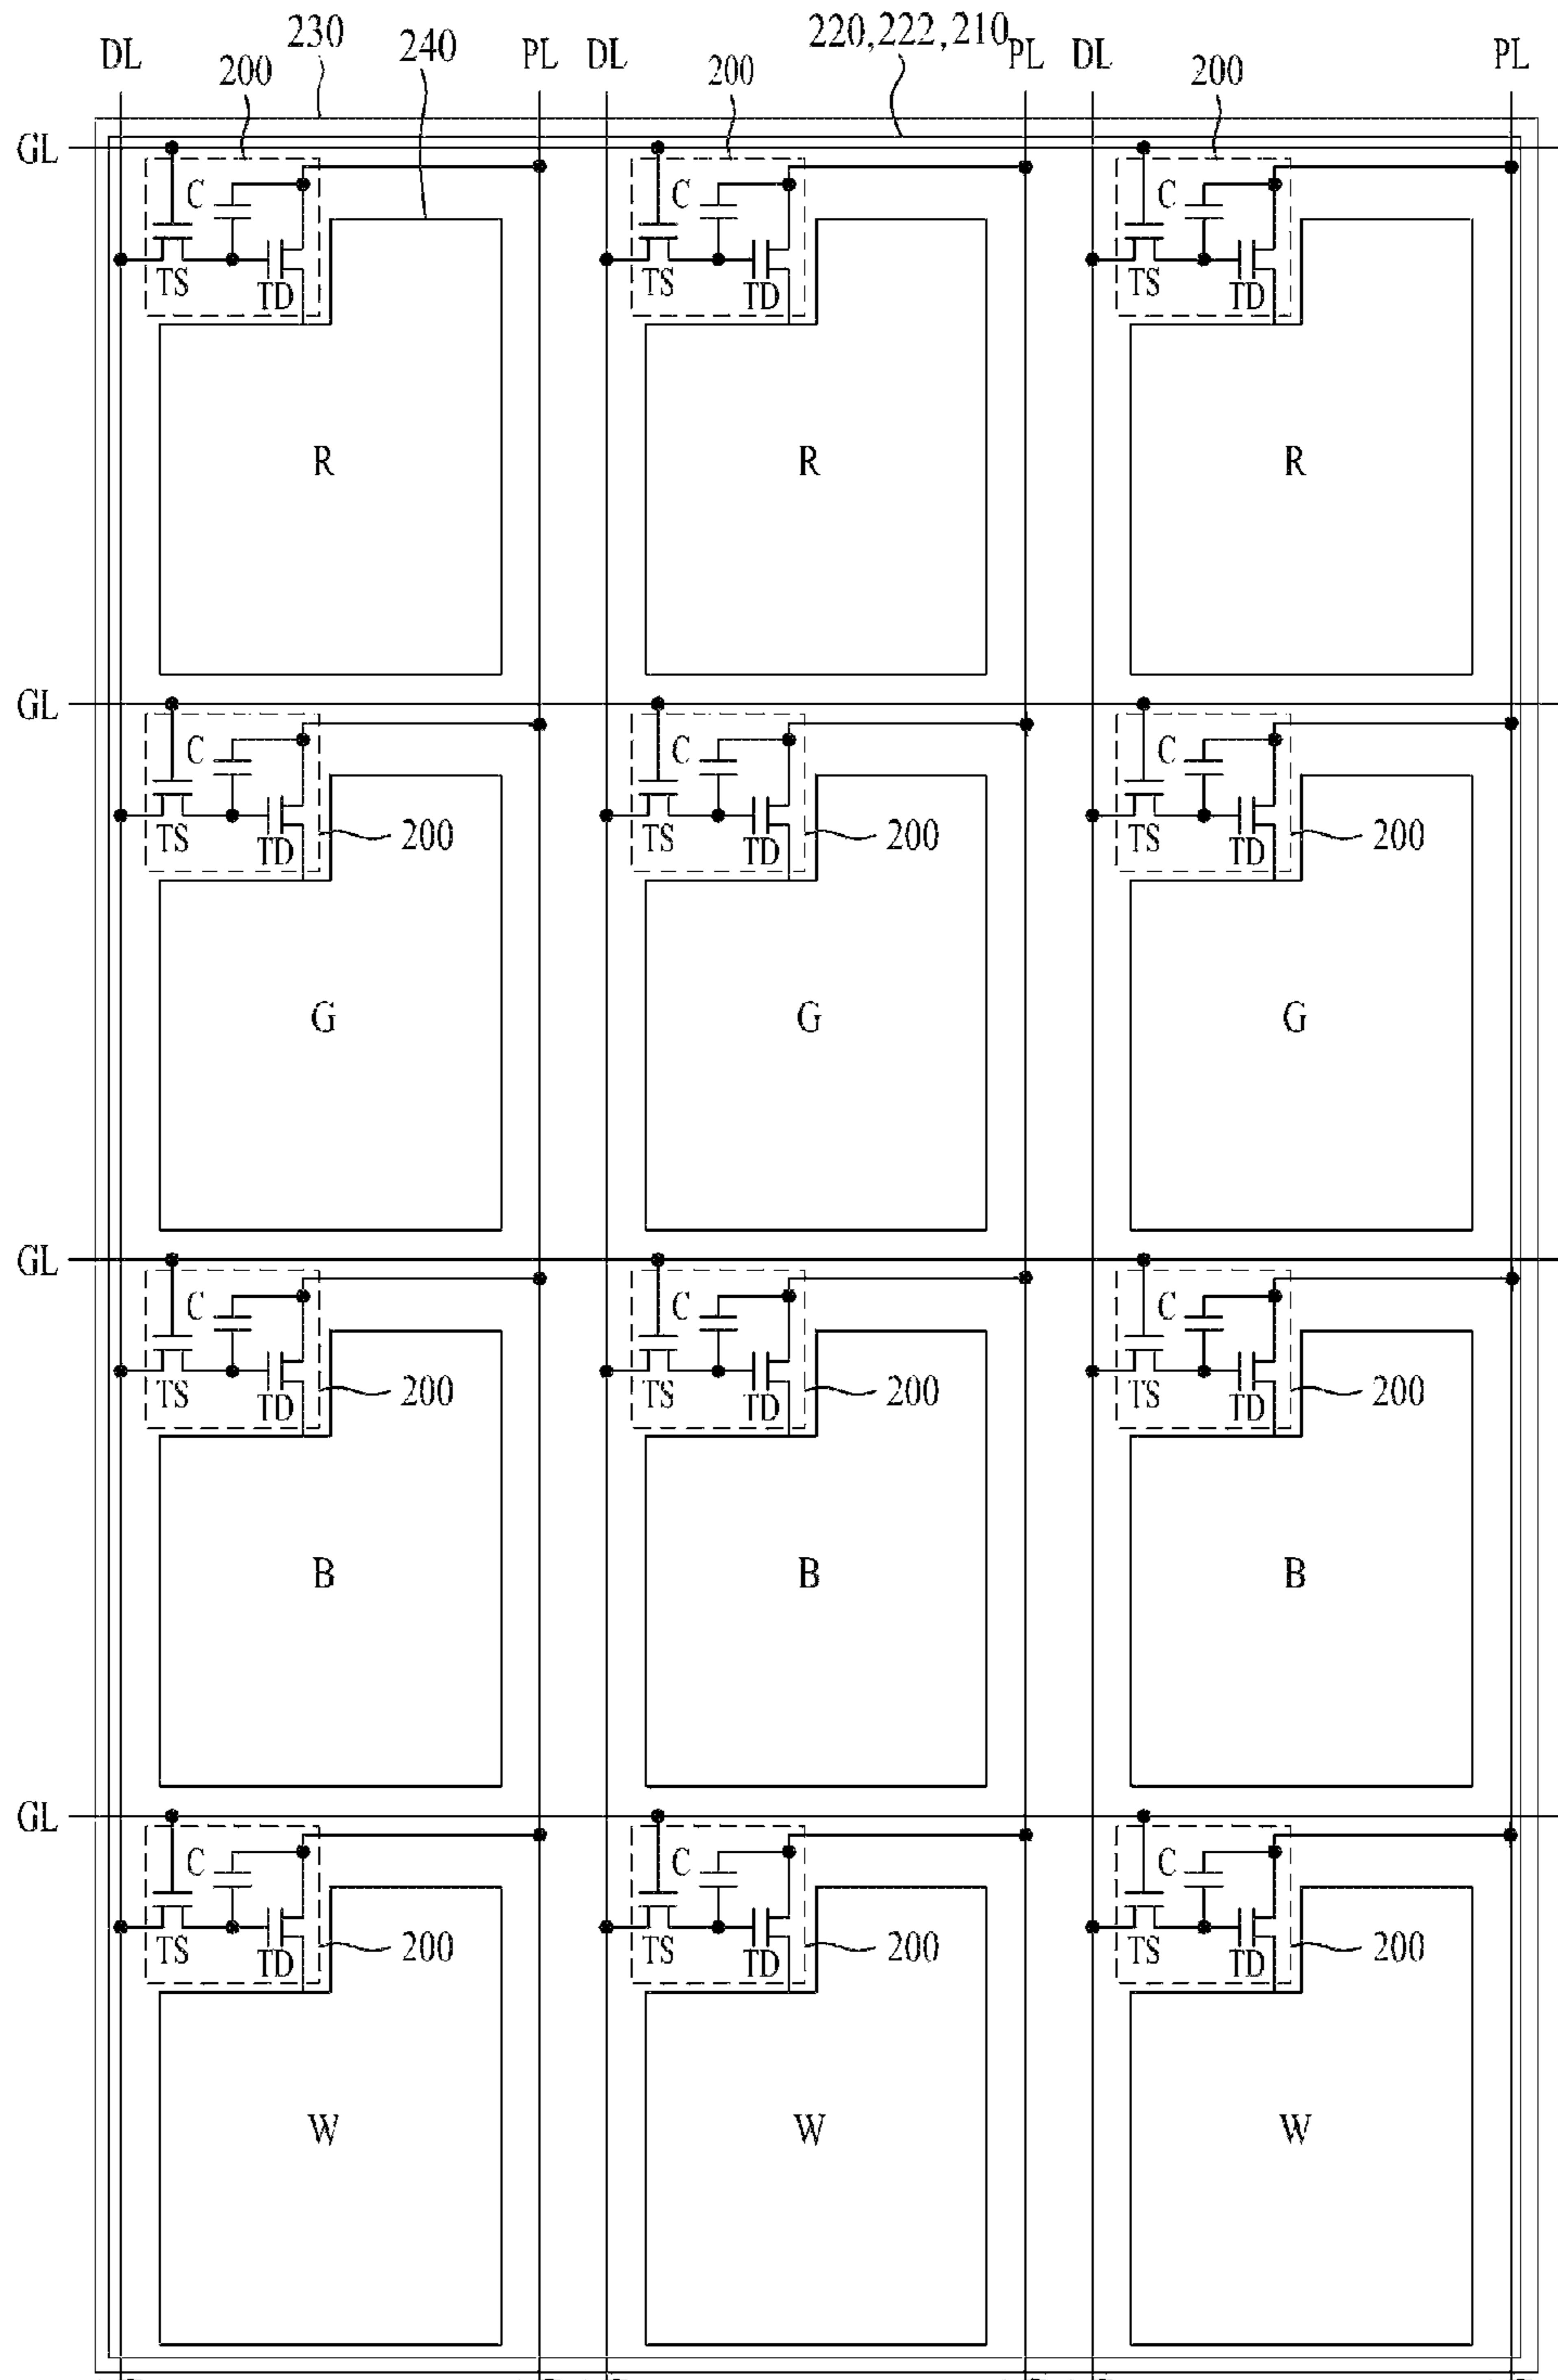 DL 230 240 PL DL 220,222,210 PL DL PL
200 200 200
GL
C C C
TS TD TS TD TS TD
R R R
GL
C C C
TS TD 200 TS TD 200 TS TD 200
G G G
GL
C C C
TS TD 200 TS TD 200 TS TD 200
B B B
GL
C C C
TS TD 200 TS TD 200 TS TD 200
W W W